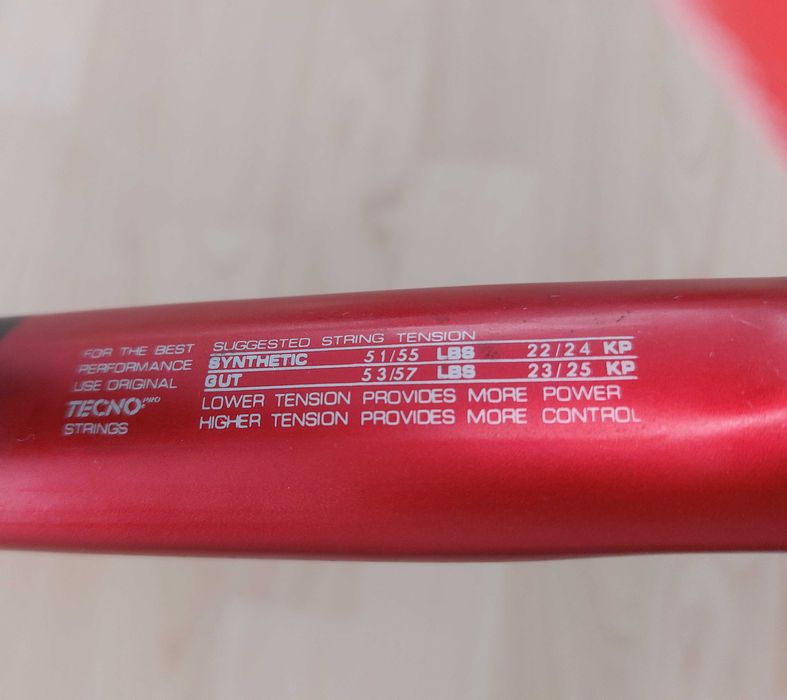 FOR THE BEST
PERFORMANCE
USE ORIGINAL
TECNO PRO
STRINGS
SUGGESTED STRING TENSION
SYNTHETIC 51/55 LBS 22/24 KP
GUT 53/57 LBS 23/25 KP
LOWER TENSION PROVIDES MORE POWER
HIGHER TENSION PROVIDES MORE CONTROL